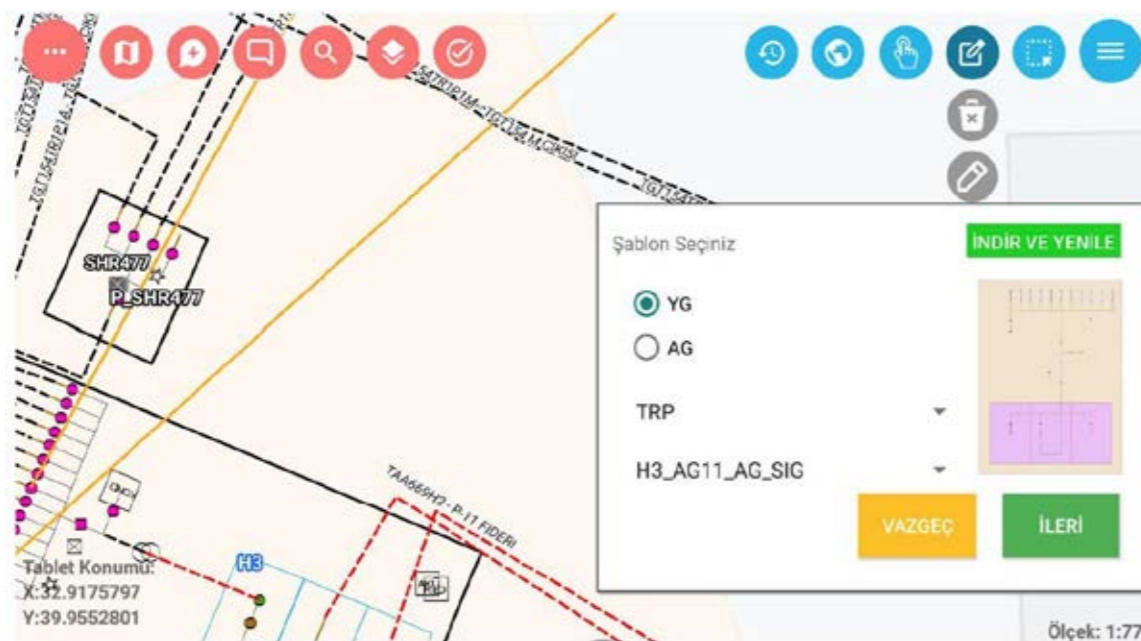 TGT154TR1P1A
SHR477
P_SHR477
TAA669H2 - P-11 FIDERI
H3
Tablet Konumu:
X:32.9175797
Y:39.9552801
Şablon Seçiniz
İNDİR VE YENİLE
YG
AG
TRP
H3_AG11_AG_SIG
VAZGEÇ
İLERİ
Ölçek: 1:77